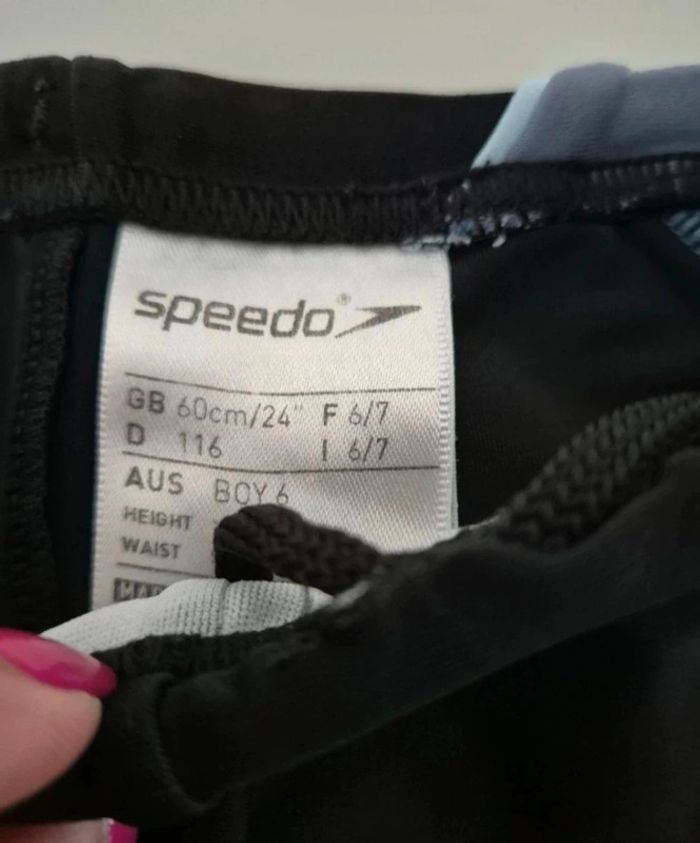 speedo®
GB 60cm/24" F 6/7
D 116 I 6/7
AUS BOY 6
HEIGHT
WAIST